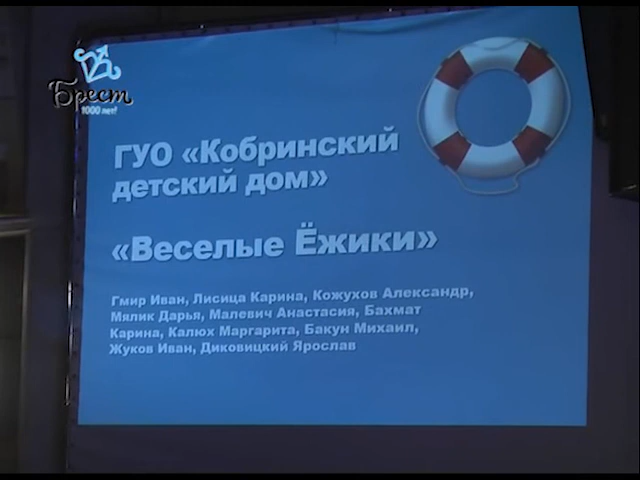 Брест
1000 лет!
ГУО «Кобринский
детский дом»
«Веселые Ёжики»
Гмир Иван, Лисица Карина, Кожухов Александр,
Мялик Дарья, Малевич Анастасия, Бахмат
Карина, Калюх Маргарита, Бакун Михаил,
Жуков Иван, Диковицкий Ярослав